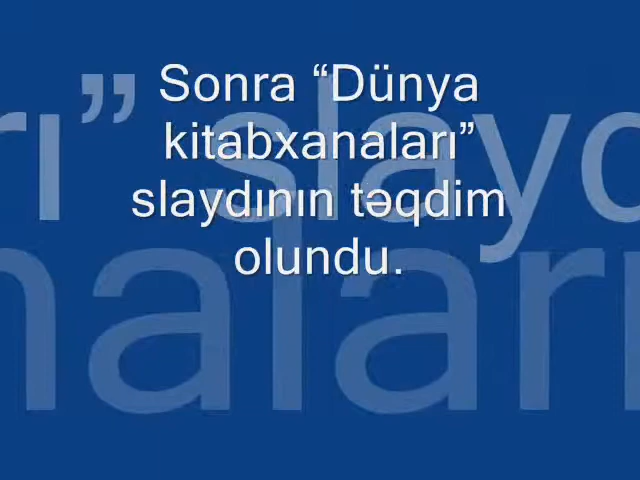 Sonra “Dünya
kitabxanaları”
slaydının təqdim
olundu.